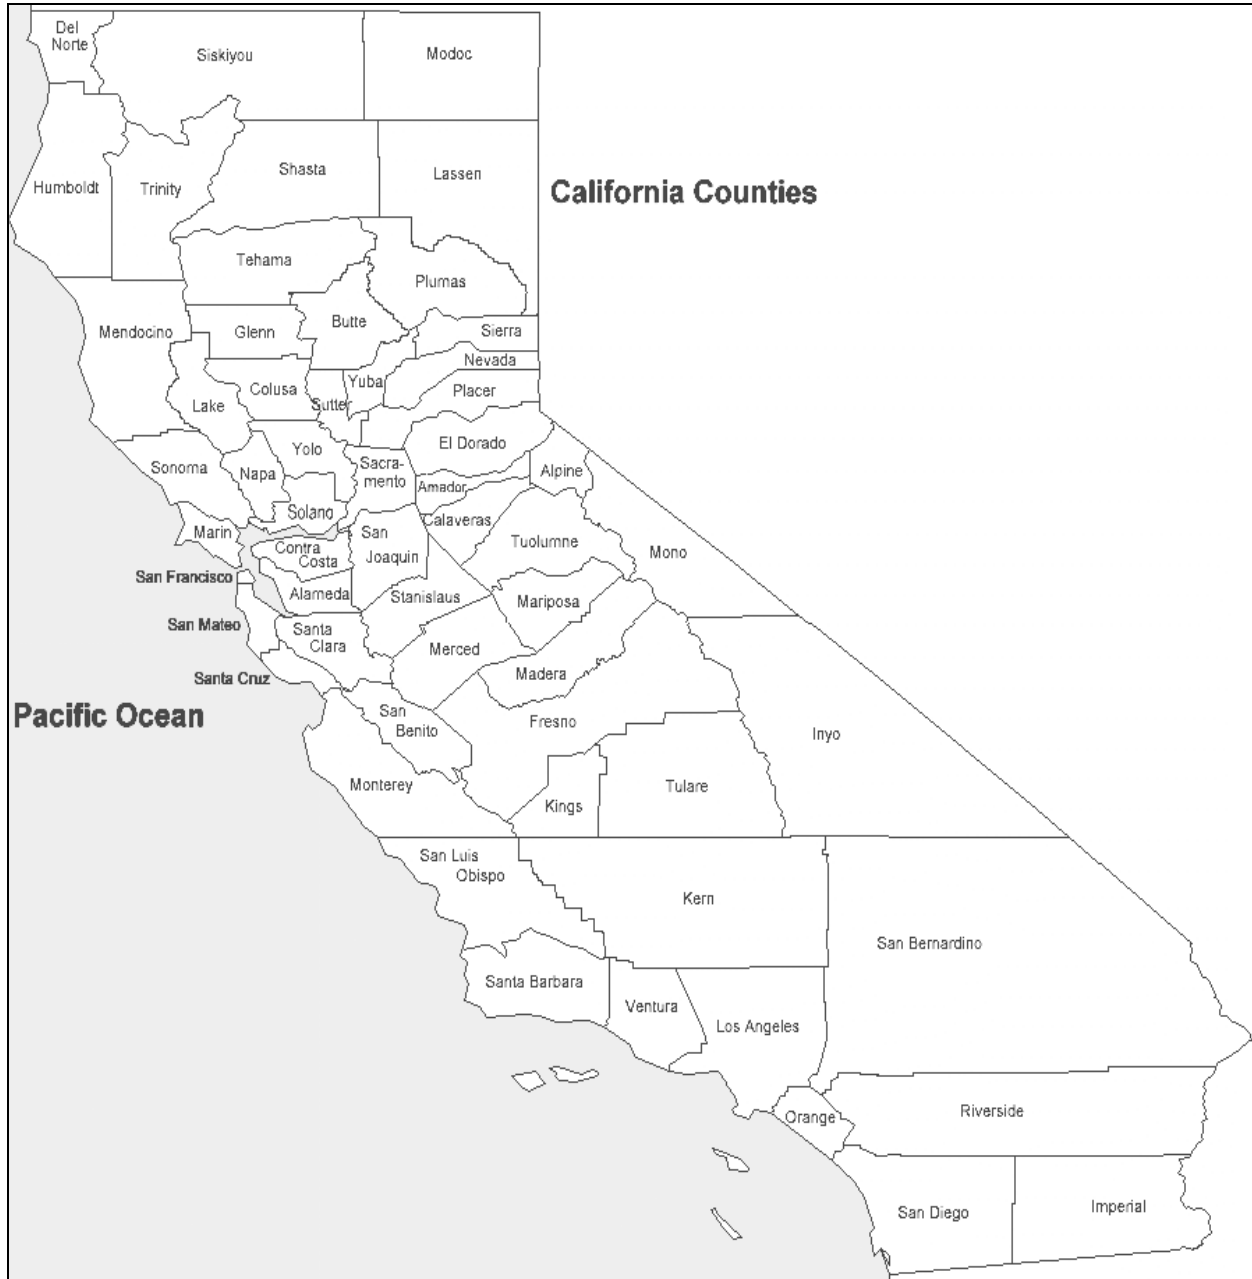 Del
Norte
Siskiyou
Modoc
Humboldt
Trinity
Shasta
Lassen
California Counties
Tehama
Plumas
Mendocino
Glenn
Butte
Sierra
Nevada
Lake
Colusa
Sutter
Yuba
Placer
Sonoma
Napa
Yolo
Sacra-
mento
El Dorado
Alpine
Amador
Solano
Marin
Calaveras
San
Joaquin
Contra
Costa
Tuolumne
Mono
San Francisco
Alameda
Stanislaus
Mariposa
San Mateo
Santa
Clara
Merced
Santa Cruz
Madera
Pacific Ocean
San
Benito
Fresno
Inyo
Monterey
Kings
Tulare
San Luis
Obispo
Kern
San Bernardino
Santa Barbara
Ventura
Los Angeles
Orange
Riverside
San Diego
Imperial